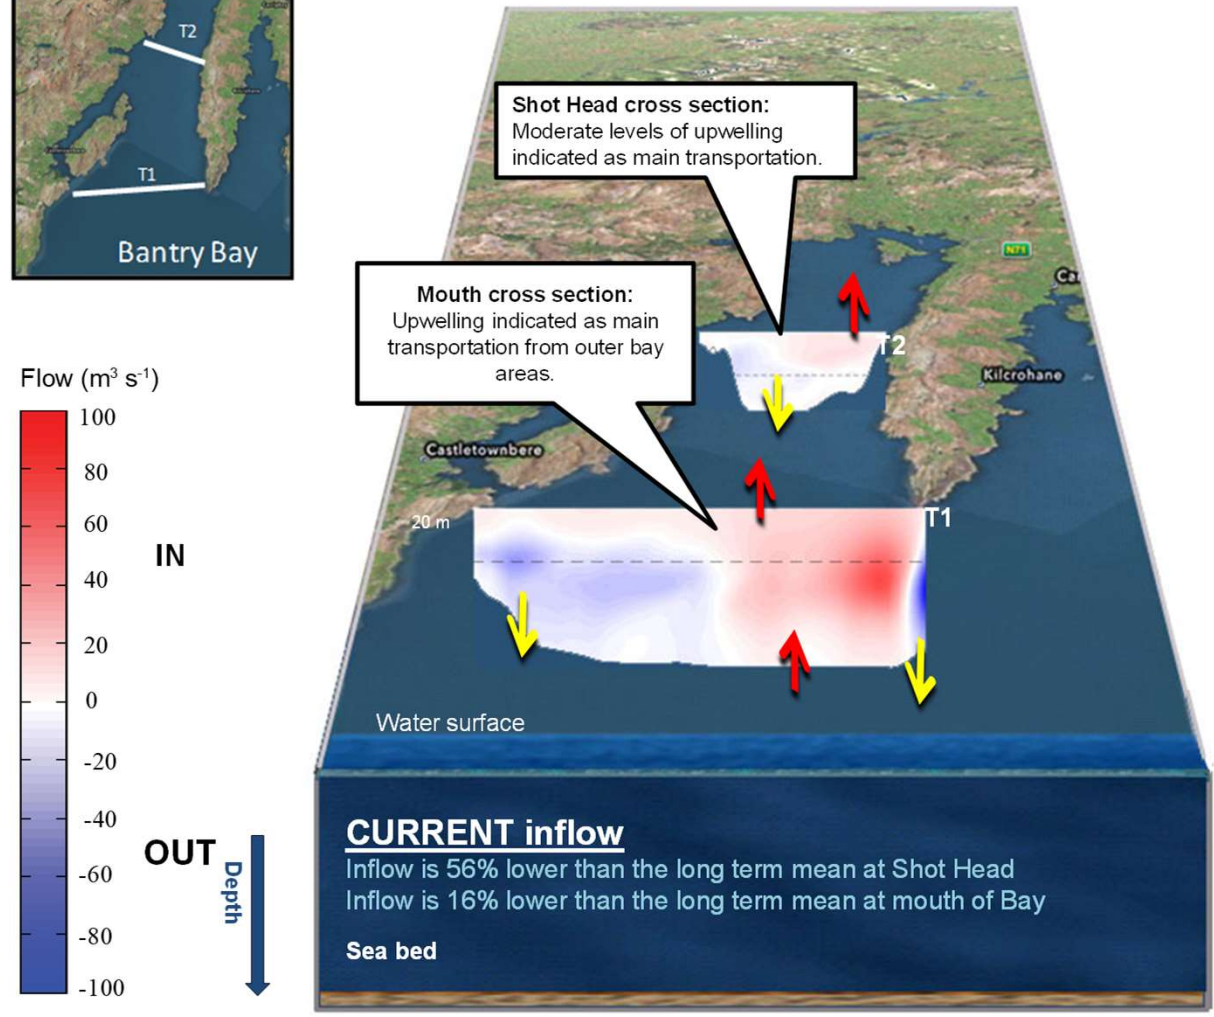 T2
T1
Bantry Bay
Shot Head cross section:
Moderate levels of upwelling
indicated as main transportation.
N71
Mouth cross section:
Upwelling indicated as main
transportation from outer bay
areas.
Car
T2
Kilcrohane
Castletownbere
20 m
T1
Flow (m³ s⁻¹)
100
80
60
40
20
0
-20
-40
-60
-80
-100
IN
OUT
Depth
Water surface
CURRENT inflow
Inflow is 56% lower than the long term mean at Shot Head
Inflow is 16% lower than the long term mean at mouth of Bay
Sea bed